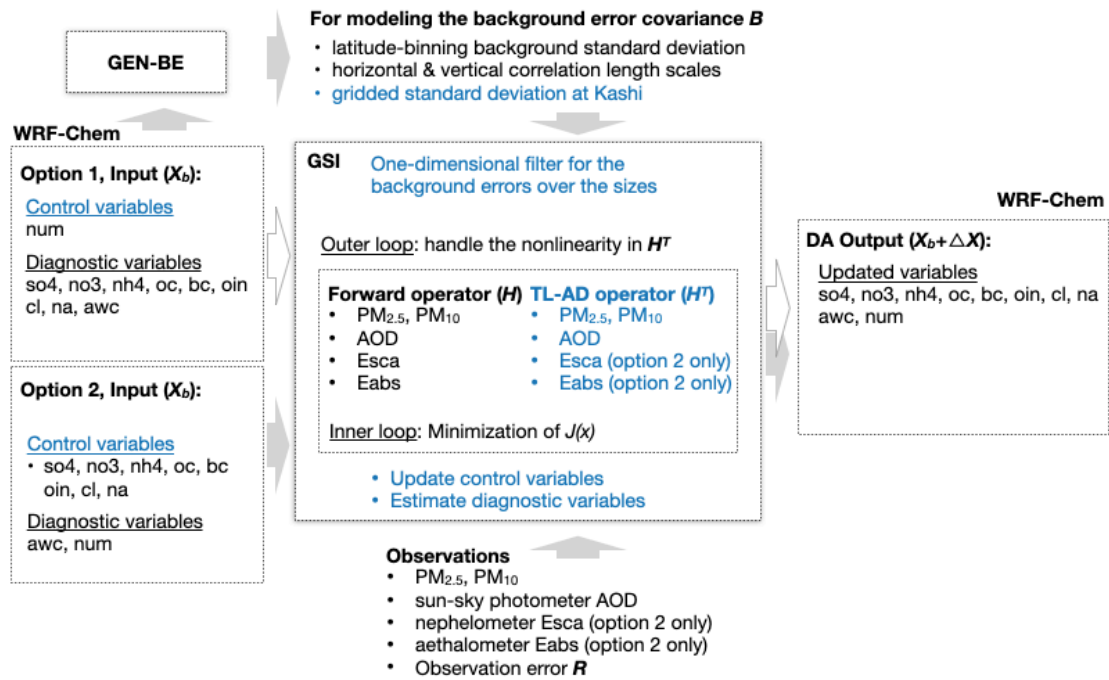 GEN-BE
For modeling the background error covariance B
• latitude-binning background standard deviation
• horizontal & vertical correlation length scales
• gridded standard deviation at Kashi
WRF-Chem
Option 1, Input (Xb):
Control variables
num
Diagnostic variables
so4, no3, nh4, oc, bc, oin
cl, na, awc
Option 2, Input (Xb):
Control variables
• so4, no3, nh4, oc, bc
oin, cl, na
Diagnostic variables
awc, num
GSI
One-dimensional filter for the
background errors over the sizes
Outer loop: handle the nonlinearity in Hᵀ
Forward operator (H)
• PM2.5, PM10
• AOD
• Esca
• Eabs
TL-AD operator (Hᵀ)
• PM2.5, PM10
• AOD
• Esca (option 2 only)
• Eabs (option 2 only)
Inner loop: Minimization of J(x)
• Update control variables
• Estimate diagnostic variables
Observations
• PM2.5, PM10
• sun-sky photometer AOD
• nephelometer Esca (option 2 only)
• aethalometer Eabs (option 2 only)
• Observation error R
WRF-Chem
DA Output (Xb+△X):
Updated variables
so4, no3, nh4, oc, bc, oin, cl, na
awc, num